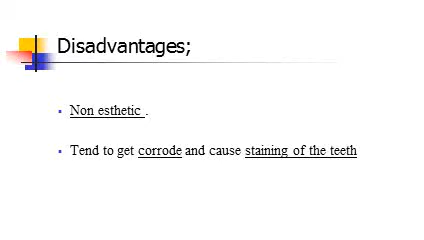 Disadvantages;
Non esthetic .
Tend to get corrode and cause staining of the teeth